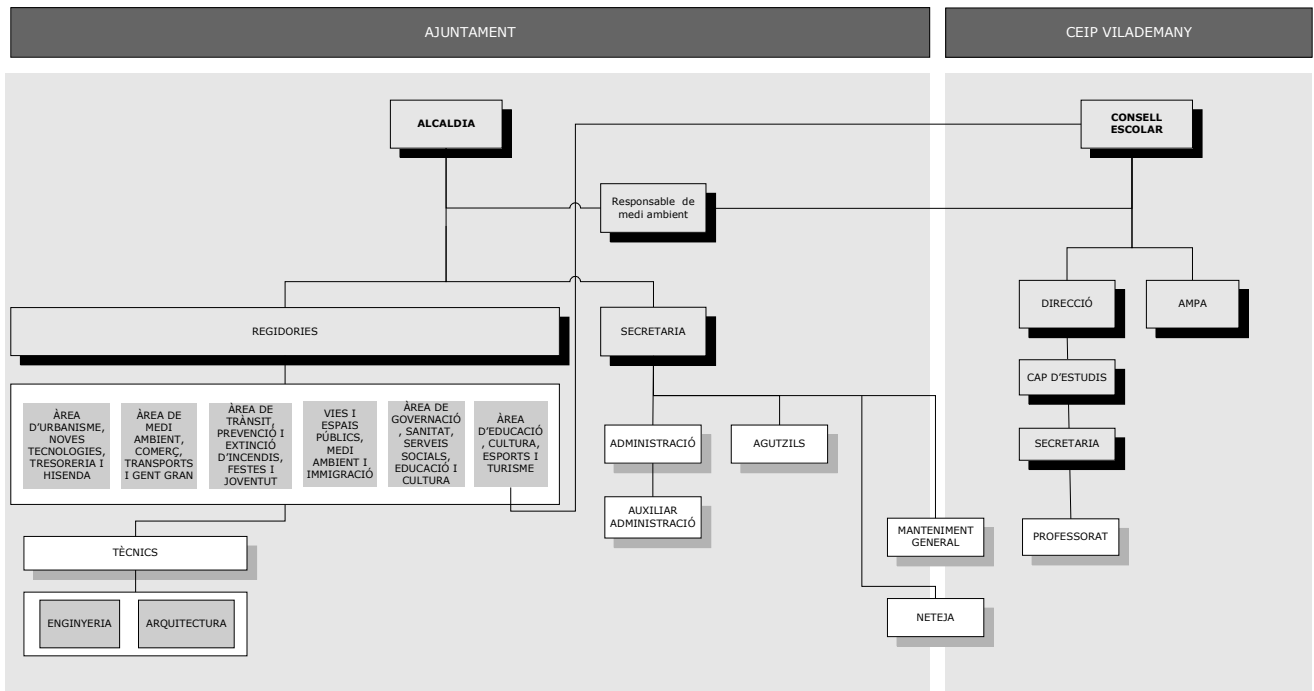 AJUNTAMENT
CEIP VILADEMANY
ALCALDIA
CONSELL
ESCOLAR
Responsable de
medi ambient
REGIDORIES
SECRETARIA
DIRECCIÓ
AMPA
CAP D'ESTUDIS
SECRETARIA
PROFESSORAT
ÀREA
D'URBANISME,
NOVES
TECNOLOGIES,
TRESORERIA I
HISENDA
ÀREA DE
MEDI
AMBIENT,
COMERÇ,
TRANSPORTS
I GENT GRAN
ÀREA DE
TRÀNSIT,
PREVENCIÓ I
EXTINCIÓ
D'INCENDIS,
FESTES I
JOVENTUT
VIES I
ESPAIS
PÚBLICS,
MEDI
AMBIENT I
IMMIGRACIÓ
ÀREA DE
GOVERNACIÓ
, SANITAT,
SERVEIS
SOCIALS,
EDUCACIÓ I
CULTURA
ÀREA
D'EDUCACIÓ
, CULTURA,
ESPORTS I
TURISME
ADMINISTRACIÓ
AGUTZILS
AUXILIAR
ADMINISTRACIÓ
MANTENIMENT
GENERAL
NETEJA
TÈCNICS
ENGINYERIA
ARQUITECTURA